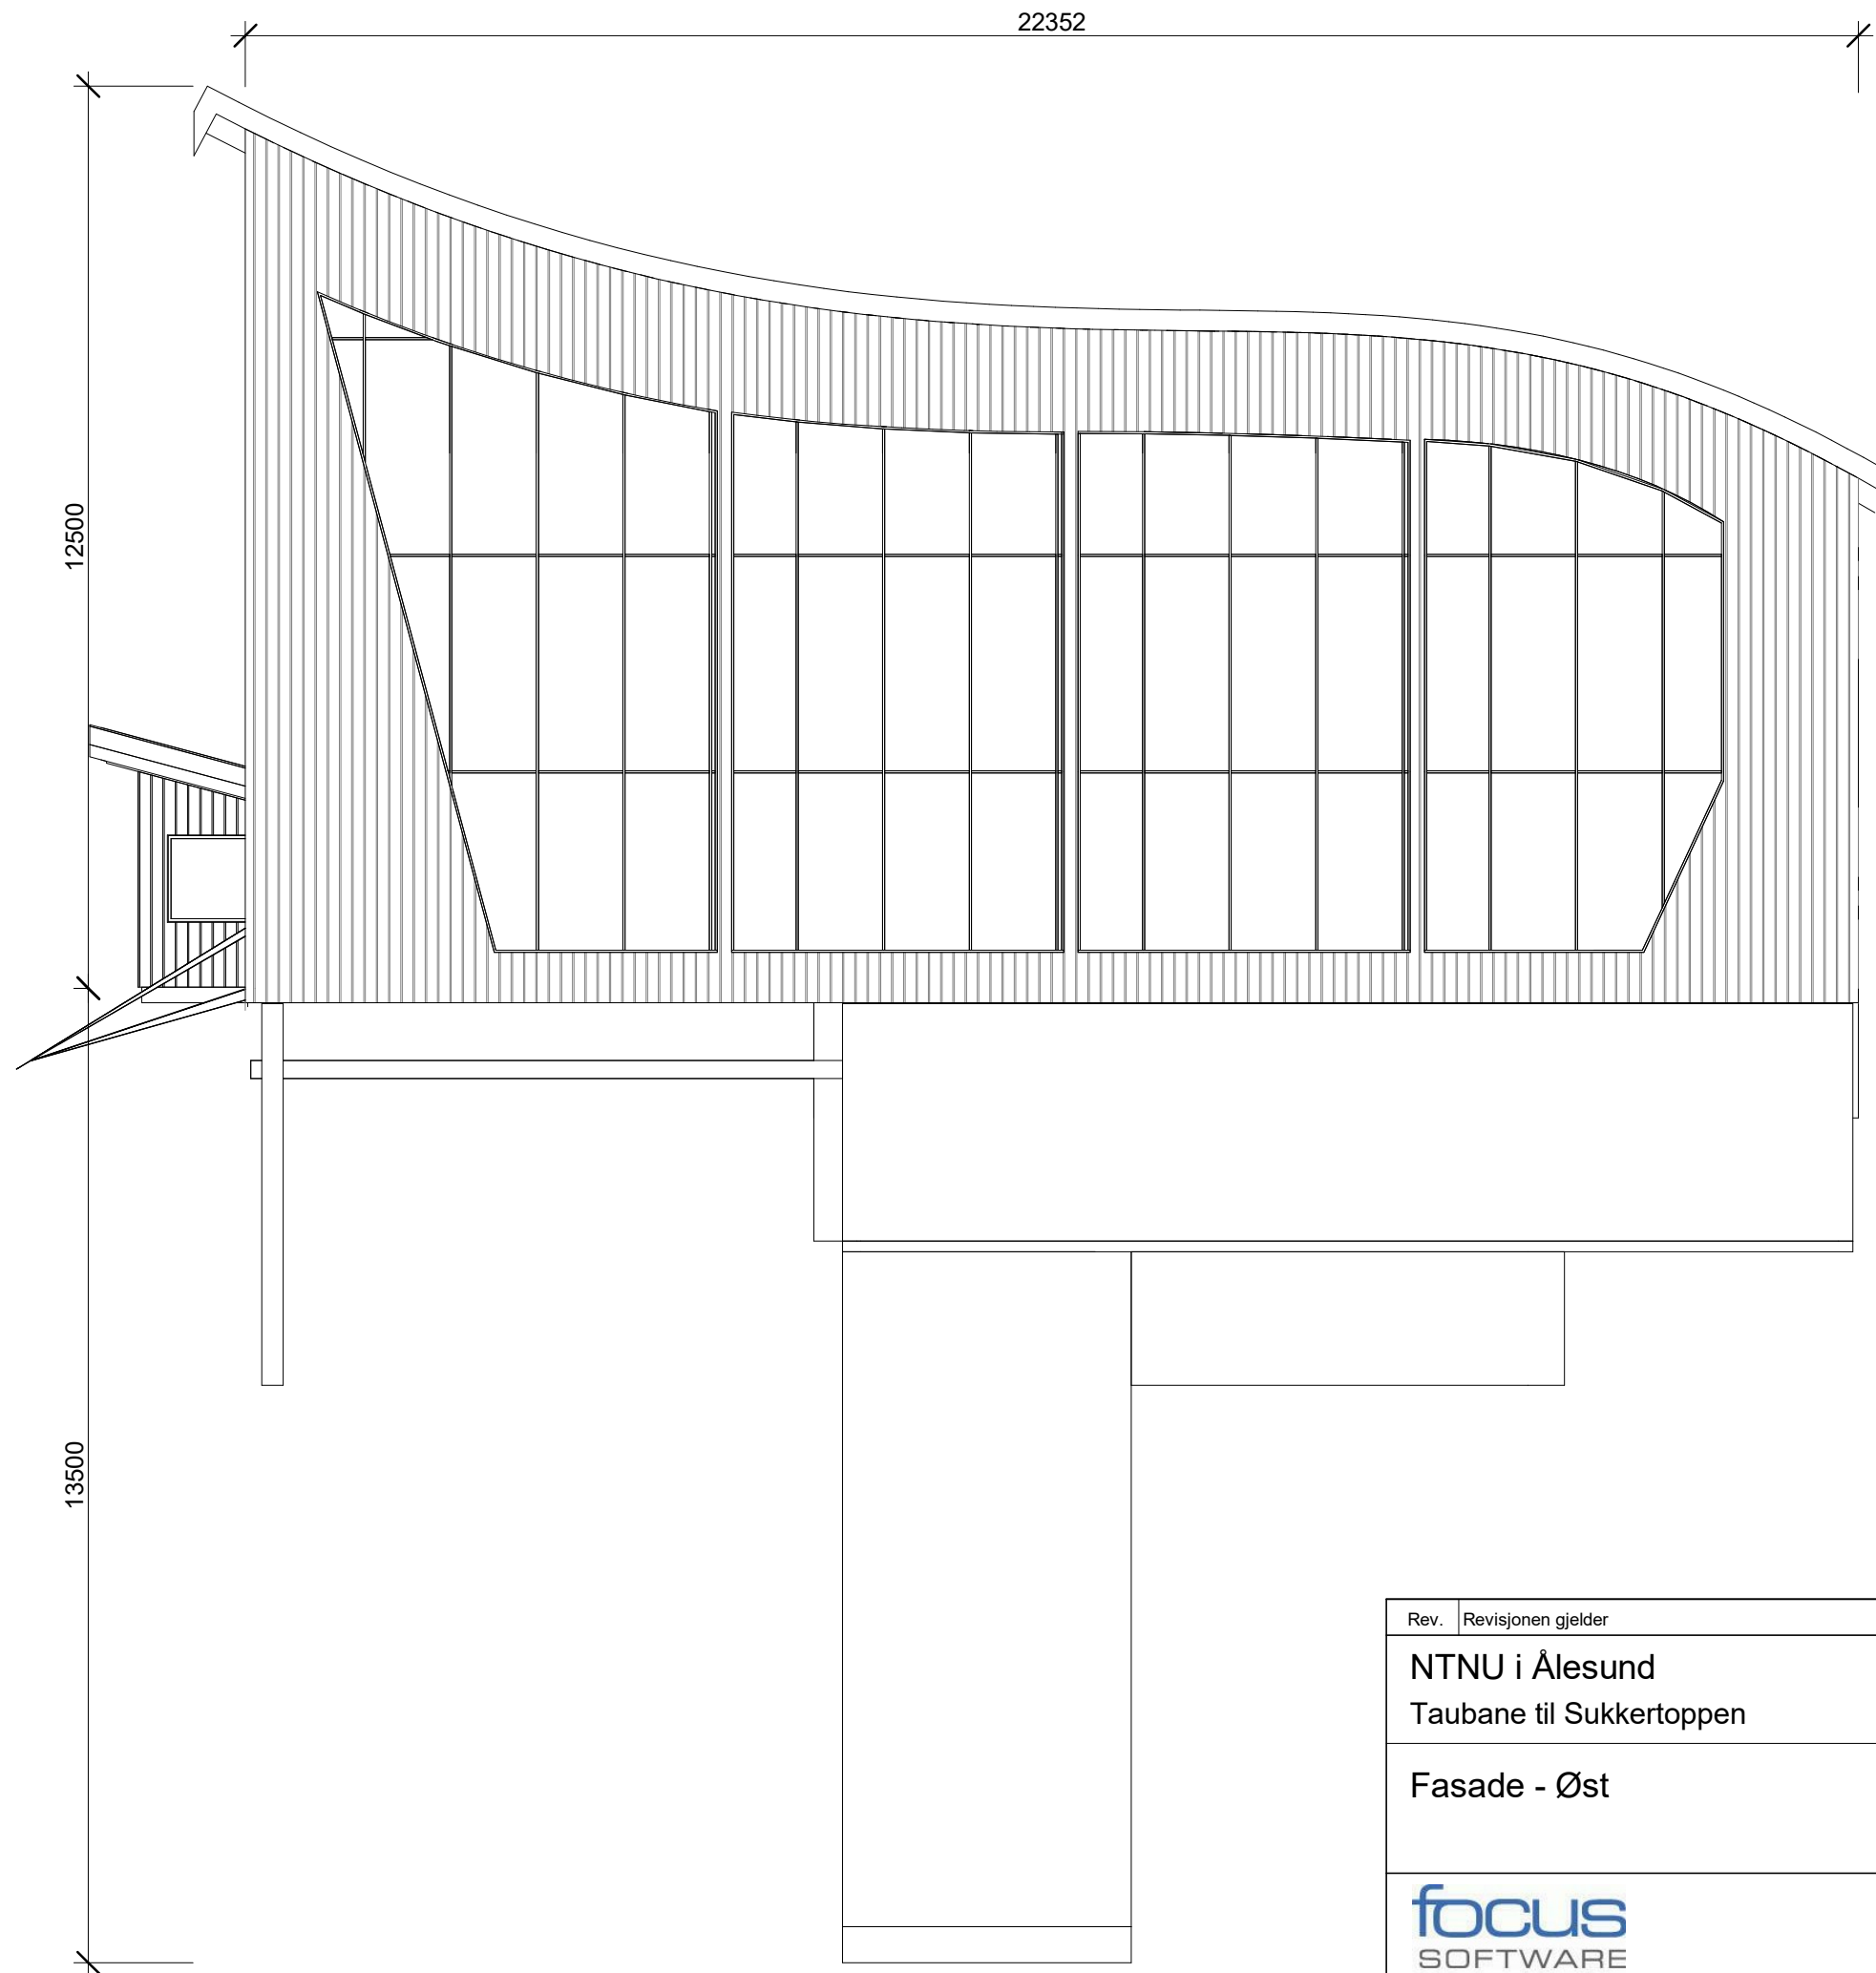 22352
12500
13500
Rev. Revisjonen gjelder
NTNU i Ålesund
Taubane til Sukkertoppen
Fasade - Øst
focus
SOFTWARE